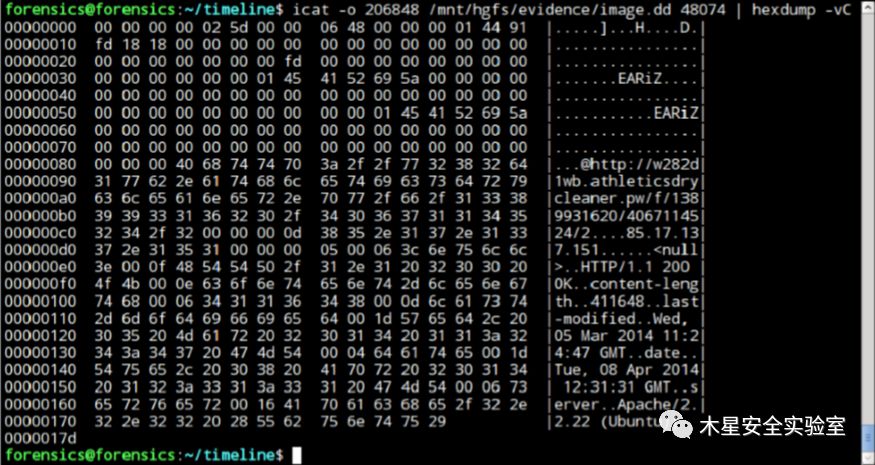 forensics@forensics:~/timeline$ icat -o 206848 /mnt/hgfs/evidence/image.dd 48074 | hexdump -vC
00000000  00 00 00 00 02 5d 00 00  06 48 00 00 00 01 44 91  |.....]...H....D.|
00000010  fd 18 18 00 00 00 00 00  00 00 00 00 00 00 00 00  |................|
00000020  00 00 00 00 00 00 00 fd  00 00 00 00 00 00 00 00  |................|
00000030  00 00 00 00 00 00 01 45  41 52 69 5a 00 00 00 00  |.......EARiZ....|
00000040  00 00 00 00 00 00 00 00  00 00 00 00 00 00 00 00  |................|
00000050  00 00 00 00 00 00 00 00  00 00 01 45 41 52 69 5a  |...........EARiZ|
00000060  00 00 00 00 00 00 00 00  00 00 00 00 00 00 00 00  |................|
00000070  00 00 00 00 00 00 00 00  00 00 00 00 00 00 00 00  |................|
00000080  00 00 00 40 68 74 74 70  3a 2f 2f 77 32 38 32 64  |...@http://w282d|
00000090  31 77 62 2e 61 74 68 6c  65 74 69 63 73 64 72 79  |1wb.athleticsdry|
000000a0  63 6c 65 61 6e 65 72 2e  70 77 2f 66 2f 31 33 38  |cleaner.pw/f/138|
000000b0  39 39 33 31 36 32 30 2f  34 30 36 37 31 31 34 35  |9931620/40671145|
000000c0  32 34 2f 32 00 00 00 0d  38 35 2e 31 37 2e 31 33  |24/2....85.17.13|
000000d0  37 2e 31 35 31 00 00 00  05 00 06 3c 6e 75 6c 6c  |7.151......<null|
000000e0  3e 00 0f 48 54 54 50 2f  31 2e 31 20 32 30 30 20  |>..HTTP/1.1 200 |
000000f0  4f 4b 00 0e 63 6f 6e 74  65 6e 74 2d 6c 65 6e 67  |OK..content-leng|
00000100  74 68 00 06 34 31 31 36  34 38 00 0d 6c 61 73 74  |th..411648..last|
00000110  2d 6d 6f 64 69 66 69 65  64 00 1d 57 65 64 2c 20  |-modified..Wed, |
00000120  30 35 20 4d 61 72 20 32  30 31 34 20 31 31 3a 32  |05 Mar 2014 11:2|
00000130  34 3a 34 37 20 47 4d 54  00 04 64 61 74 65 00 1d  |4:47 GMT..date..|
00000140  54 75 65 2c 20 30 38 20  41 70 72 20 32 30 31 34  |Tue, 08 Apr 2014|
00000150  20 31 32 3a 33 31 3a 33  31 20 47 4d 54 00 06 73  | 12:31:31 GMT..s|
00000160  65 72 76 65 72 00 16 41  70 61 63 68 65 2f 32 2e  |erver..Apache/2.|
00000170  32 2e 32 32 20 28 55 62  75 6e 74 75 29  |2.22 (Ubuntu)|
0000017d
forensics@forensics:~/timeline$
木星安全实验室